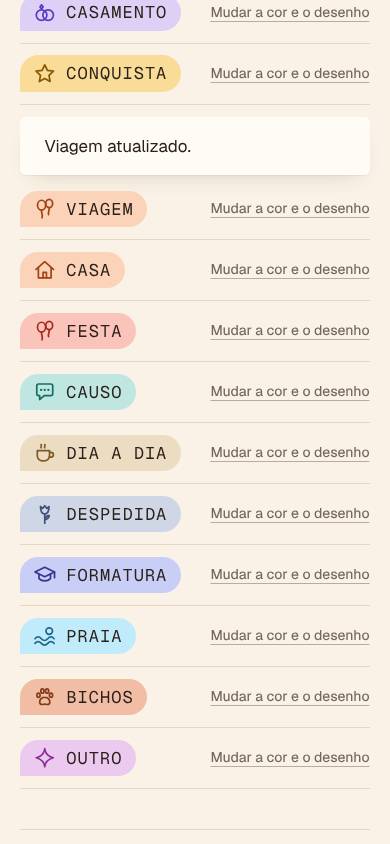 CASAMENTO Mudar a cor e o desenho
CONQUISTA Mudar a cor e o desenho
Viagem atualizado.
VIAGEM Mudar a cor e o desenho
CASA Mudar a cor e o desenho
FESTA Mudar a cor e o desenho
CAUSO Mudar a cor e o desenho
DIA A DIA Mudar a cor e o desenho
DESPEDIDA Mudar a cor e o desenho
FORMATURA Mudar a cor e o desenho
PRAIA Mudar a cor e o desenho
BICHOS Mudar a cor e o desenho
OUTRO Mudar a cor e o desenho